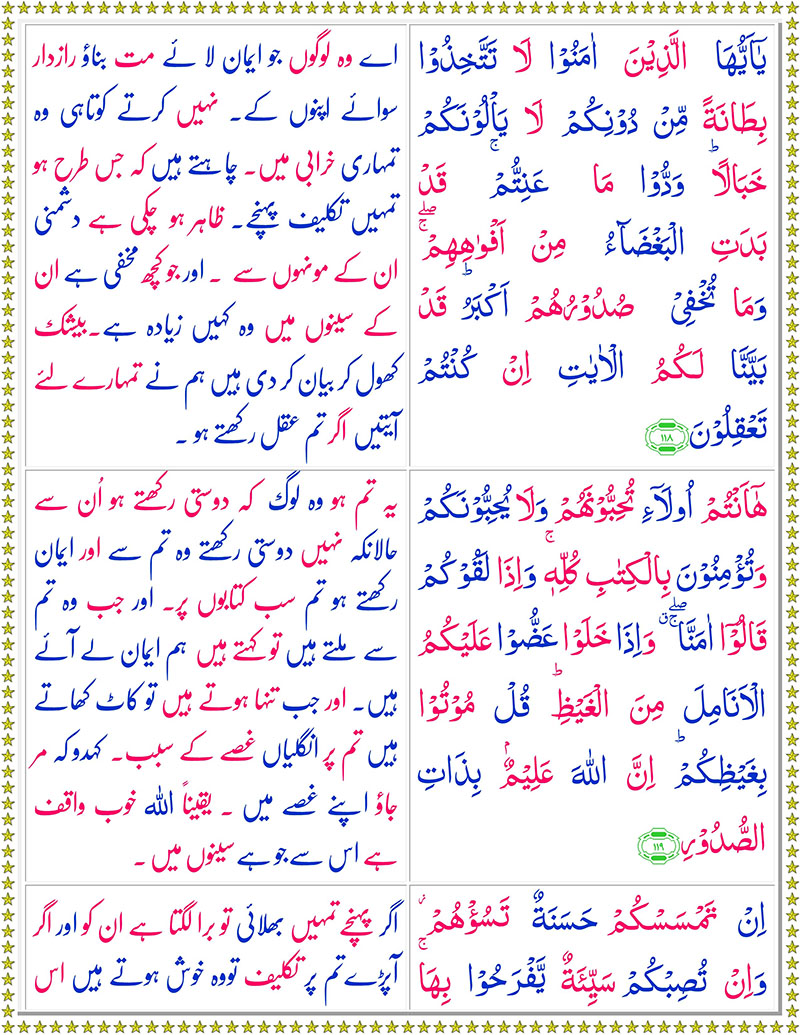 يٰۤاَيُّهَا الَّذِيْنَ اٰمَنُوْا لَا تَتَّخِذُوْا
بِطَانَةً مِّنْ دُوْنِكُمْ لَا يَاْلُوْنَكُمْ
خَبَالًا ؕ وَدُّوْا مَا عَنِتُّمْ ۚ قَدْ
بَدَتِ الْبَغْضَآءُ مِنْ اَفْوٰهِهِمْ ۖۚ
وَمَا تُخْفِىْ صُدُوْرُهُمْ اَكْبَرُ ؕ قَدْ
بَيَّنَّا لَـكُمُ الْاٰيٰتِ اِنْ كُنْتُمْ
تَعْقِلُوْنَ ۱۱۸
اے وہ لوگوں جو ایمان لا ئے مت بناؤ رازدار
سوائے اپنوں کے۔ نہیں کرتے کوتاہی وہ
تمہاری خرابی میں۔ چاہتے ہیں کہ جس طرح ہو
تمہیں تکلیف پہنچے۔ ظاہر ہو چکی ہے دشمنی
ان کے مونہوں سے ۔ اور جو کچھ مخفی ہے ان
کے سینوں میں وہ کہیں زیادہ ہے۔ بیشک
کھول کر بیان کر دی ہیں ہم نے تمہارے لئے
آیتیں اگر تم عقل رکھتے ہو ۔
هٰۤاَنْتُمْ اُولَآءِ تُحِبُّوْنَهُمْ وَلَا يُحِبُّوْنَكُمْ
وَتُؤْمِنُوْنَ بِالْكِتٰبِ كُلِّهٖ ۚ وَاِذَا لَقُوْكُمْ
قَالُوْۤا اٰمَنَّا ۖۚق وَاِذَا خَلَوْا عَضُّوْا عَلَيْكُمُ
الْاَنَامِلَ مِنَ الْغَيْظِ ؕ قُلْ مُوْتُوْا
بِغَيْظِكُمْ ؕ اِنَّ اللّٰهَ عَلِيْمٌۢ بِذَاتِ
الصُّدُوْرِ ۱۱۹
یہ تم ہو وہ لوگ کہ دوستی رکھتے ہو اُن سے
حالانکہ نہیں دوستی رکھتے وہ تم سے اور ایمان
رکھتے ہو تم سب کتابوں پر۔ اور جب وہ تم
سے ملتے ہیں تو کہتے ہیں ہم ایمان لے آئے
ہیں۔ اور جب تنہا ہوتے ہیں تو کاٹ کھاتے
ہیں تم پر انگلیاں غصے کے سبب۔ کہدو کہ مر
جاؤ اپنے غصے میں ۔ یقیناً اللہ خوب واقف
ہے اس سے جو ہے سینوں میں ۔
اِنْ تَمْسَسْكُمْ حَسَنَةٌ تَسُؤْهُمْ ؗ
وَاِنْ تُصِبْكُمْ سَيِّئَةٌ يَّفْرَحُوْا بِهَا ۚ
اگر پہنچے تمہیں بھلائی تو برا لگتا ہے ان کو اور اگر
آپڑے تم پر تکلیف تو وہ خوش ہوتے ہیں اس